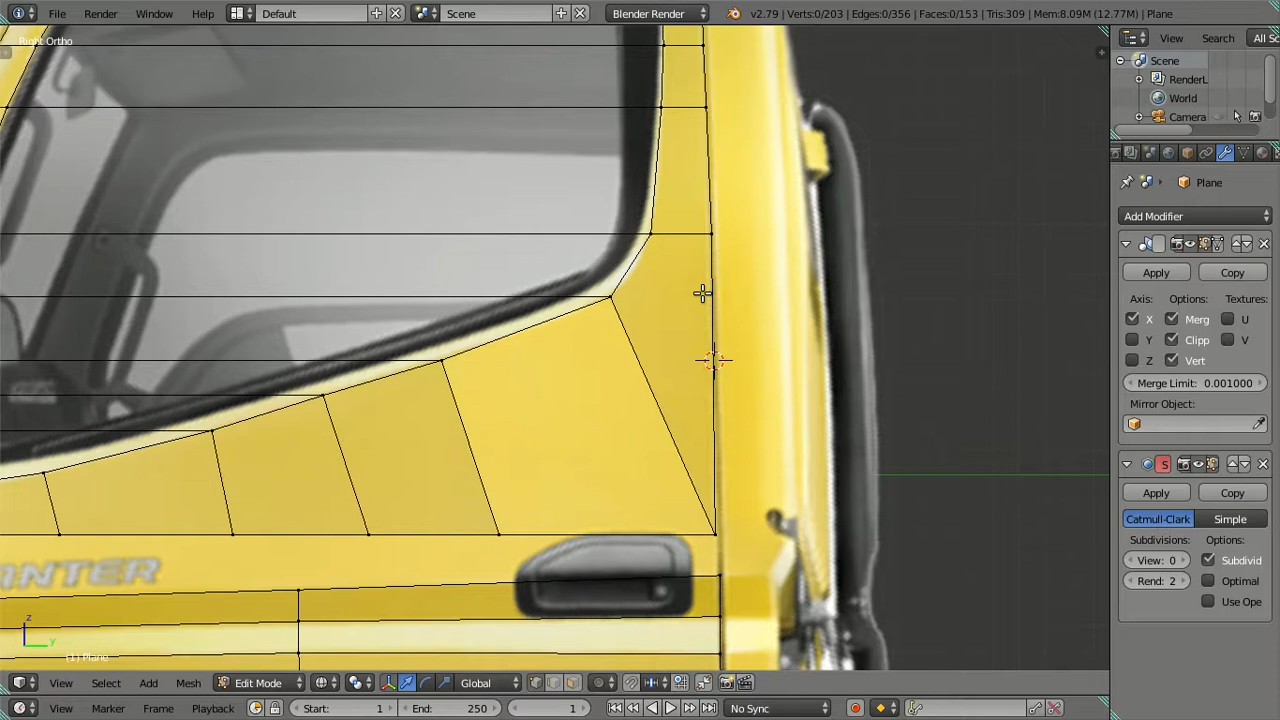 File Render Window Help Default Scene Blender Render v2.79 | Verts:0/203 | Edges:0/356 | Faces:0/153 | Tris:309 | Mem:8.09M (12.77M) | Plane
Right Ortho
View Search All Sc
Scene
RenderL
World
Camera
Plane
Add Modifier
Apply Copy
Axis: Options: Textures:
X Merg U
Y Clipp V
Z Vert
Merge Limit: 0.001000
Mirror Object:
S
Apply Copy
Catmull-Clark Simple
Subdivisions: Options:
View: 0 Subdivid
Rend: 2 Optimal
Use Ope
INTER
z
y
(1) Plane
View Select Add Mesh Edit Mode Global
View Marker Frame Playback Start: 1 End: 250 1 No Sync